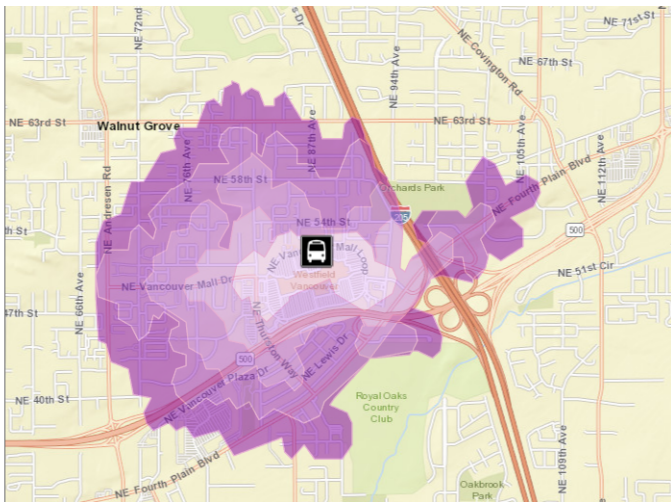 NE 72nd
s Dr
NE 94th Ave
NE Covington Rd
NE 71st St
NE 67th St
NE 63rd St
Walnut Grove
NE 76th Ave
NE 87th Ave
NE 63rd St
NE 105th Ave
NE 112th Ave
NE Andresen Rd
NE 58th St
Orchards Park
NE Fourth Plain Blvd
th St
NE 54th St
205
500
NE Vancouver Mall Loop
NE 51st Cir
NE Vancouver Mall Dr
Westfield
Vancouver
NE 66th Ave
47th St
NE Thurston Way
500
NE Lewis Dr
NE Vancouver Plaza Dr
NE 40th St
Royal Oaks
Country
Club
NE Fourth Plain Blvd
NE 109th Ave
Oakbrook
Park